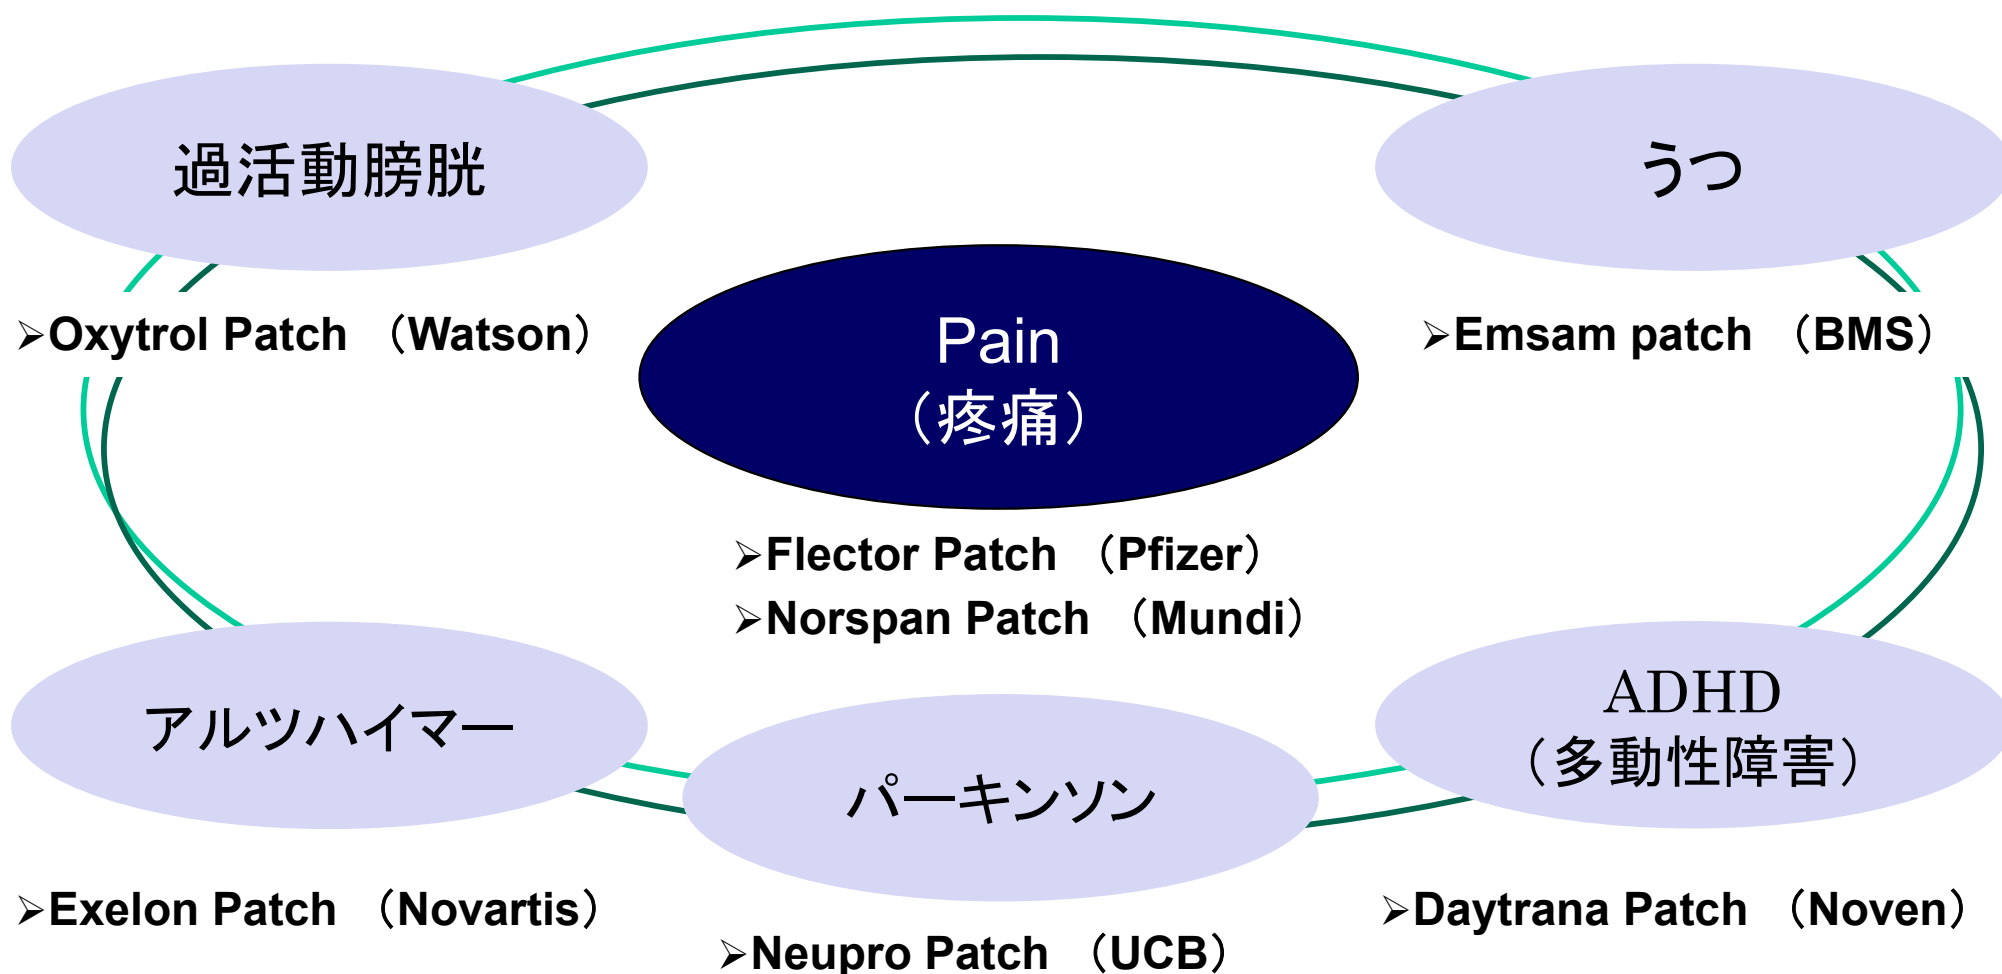 過活動膀胱
うつ
➢Oxytrol Patch （Watson）
Pain
（疼痛）
➢Emsam patch （BMS）
➢Flector Patch （Pfizer）
➢Norspan Patch （Mundi）
アルツハイマー
パーキンソン
ADHD
（多動性障害）
➢Exelon Patch （Novartis）
➢Neupro Patch （UCB）
➢Daytrana Patch （Noven）